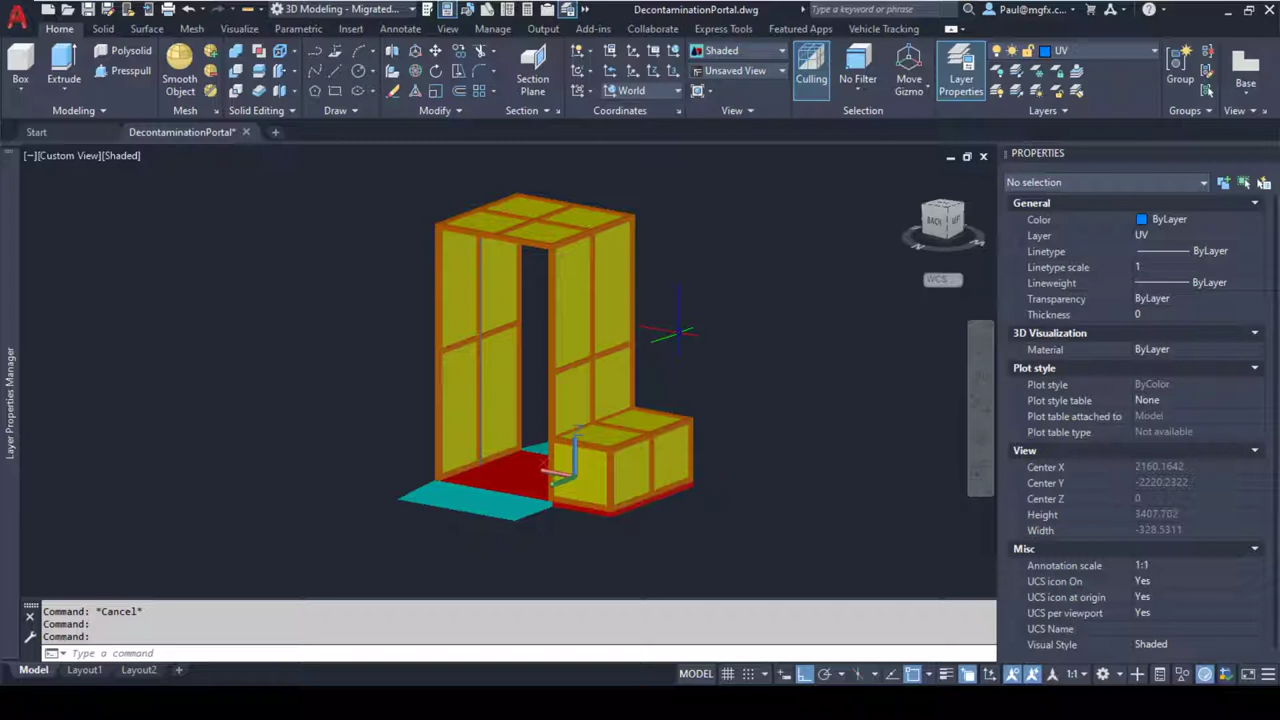 3D Modeling - Migrated...
DecontaminationPortal.dwg
Type a keyword or phrase
Paul@mgfx.c...
Home Solid Surface Mesh Visualize Parametric Insert Annotate View Output Add-ins Collaborate Express Tools Featured Apps Vehicle Tracking
Box
Extrude
Polysolid
Presspull
Smooth
Object
Section
Plane
World
Shaded
Unsaved View
Culling
No Filter
Move
Gizmo
Layer
Properties
UV
Group
Base
Modeling
Mesh
Solid Editing
Draw
Modify
Section
Coordinates
View
Selection
Layers
Groups
View
Start
DecontaminationPortal*
[−][Custom View][Shaded]
BACK
WCS
Layer Properties Manager
PROPERTIES
No selection
General
Color ByLayer
Layer UV
Linetype ByLayer
Linetype scale 1
Lineweight ByLayer
Transparency ByLayer
Thickness 0
3D Visualization
Material ByLayer
Plot style
Plot style ByColor
Plot style table None
Plot table attached to Model
Plot table type Not available
View
Center X 2160.1642
Center Y -2220.2322
Center Z 0
Height 3407.702
Width -328.5311
Misc
Annotation scale 1:1
UCS icon On Yes
UCS icon at origin Yes
UCS per viewport Yes
UCS Name
Visual Style Shaded
Command: *Cancel*
Command:
Command:
Type a command
Model Layout1 Layout2
MODEL
1:1